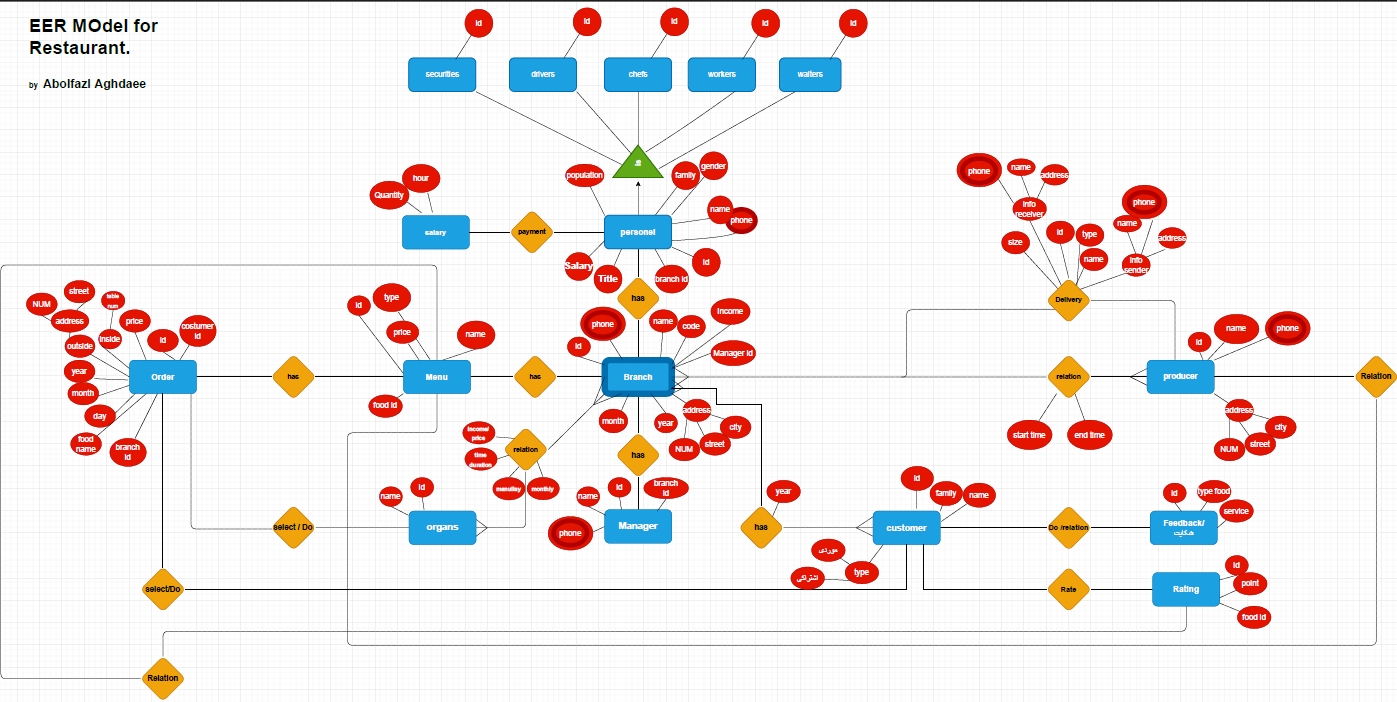 EER MOdel for
Restaurant.
by Abolfazl Aghdaee
id
id
id
id
id
securities
drivers
chefs
workers
waiters
population
family
gender
name
phone
hour
Quantity
salary
payment
personel
Salary
Title
branch id
id
has
phone
name
address
info
receiver
size
id
type
name
phone
name
address
info
sender
Delivery
NUM
street
table
num
address
price
costumer
id
inside
id
outside
year
month
day
food
name
branch
id
Order
has
id
type
price
name
Menu
food id
has
phone
id
name
code
Income
Manager id
Branch
month
year
address
city
street
NUM
relation
start time
end time
id
name
phone
producer
address
city
street
NUM
Relation
income/
price
time
duration
relation
monthly
has
name
id
organs
select / Do
name
id
branch
id
phone
Manager
year
has
id
family
name
customer
موردی
اشتراکی
type
Do /relation
id
type food
service
Feedback/
شکایت
select/Do
Rate
Rating
id
point
food id
Relation